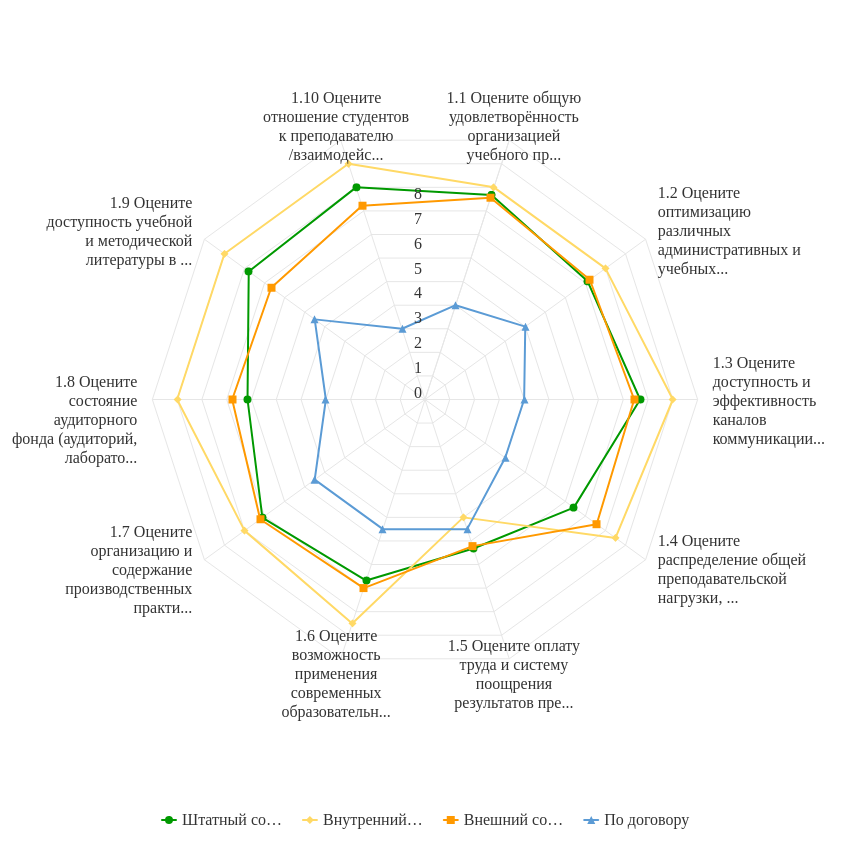 1.10 Оцените
отношение студентов
к преподавателю
/взаимодейс...
1.1 Оцените общую
удовлетворённость
организацией
учебного пр...
1.2 Оцените
оптимизацию
различных
административных и
учебных...
1.3 Оцените
доступность и
эффективность
каналов
коммуникации...
1.4 Оцените
распределение общей
преподавательской
нагрузки, ...
1.5 Оцените оплату
труда и систему
поощрения
результатов пре...
1.6 Оцените
возможность
применения
современных
образовательн...
1.7 Оцените
организацию и
содержание
производственных
практи...
1.8 Оцените
состояние
аудиторного
фонда (аудиторий,
лаборато...
1.9 Оцените
доступность учебной
и методической
литературы в ...
8
7
6
5
4
3
2
1
0
Штатный со… Внутренний… Внешний со… По договору